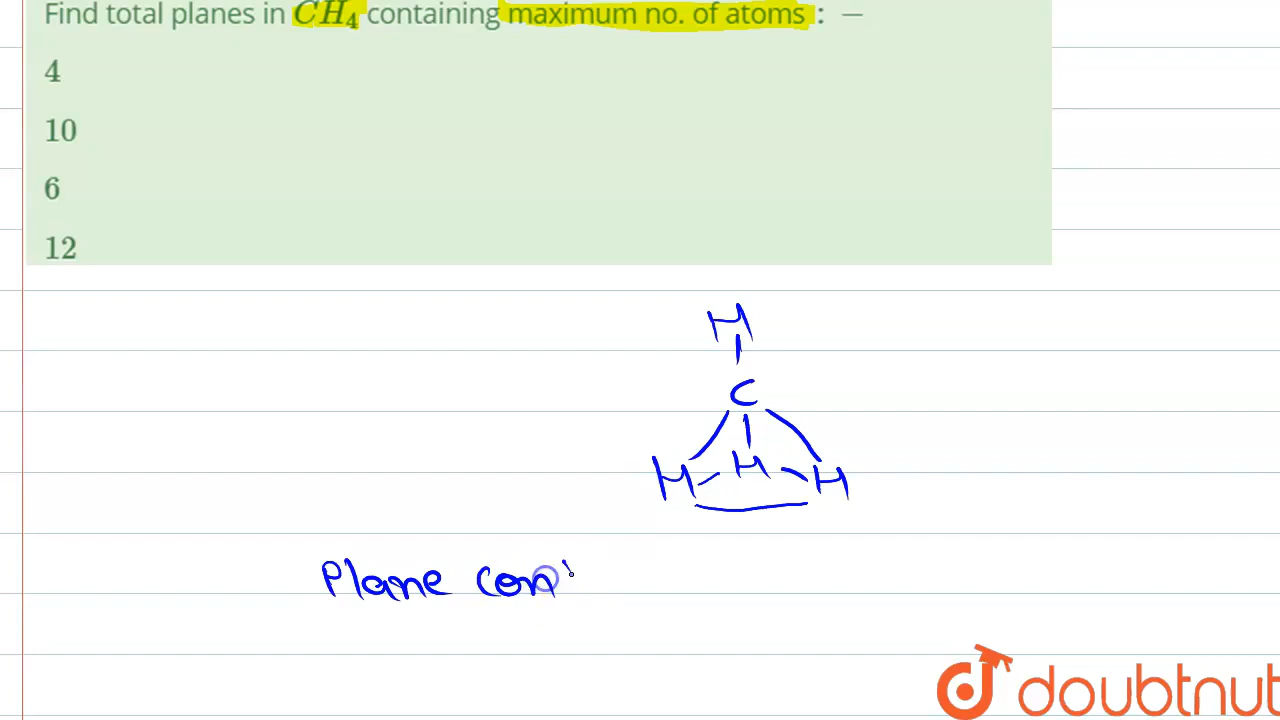 Find total planes in CH₄ containing maximum no. of atoms : —
4
10
6
12
H
C
H H H
Plane con
doubtnut